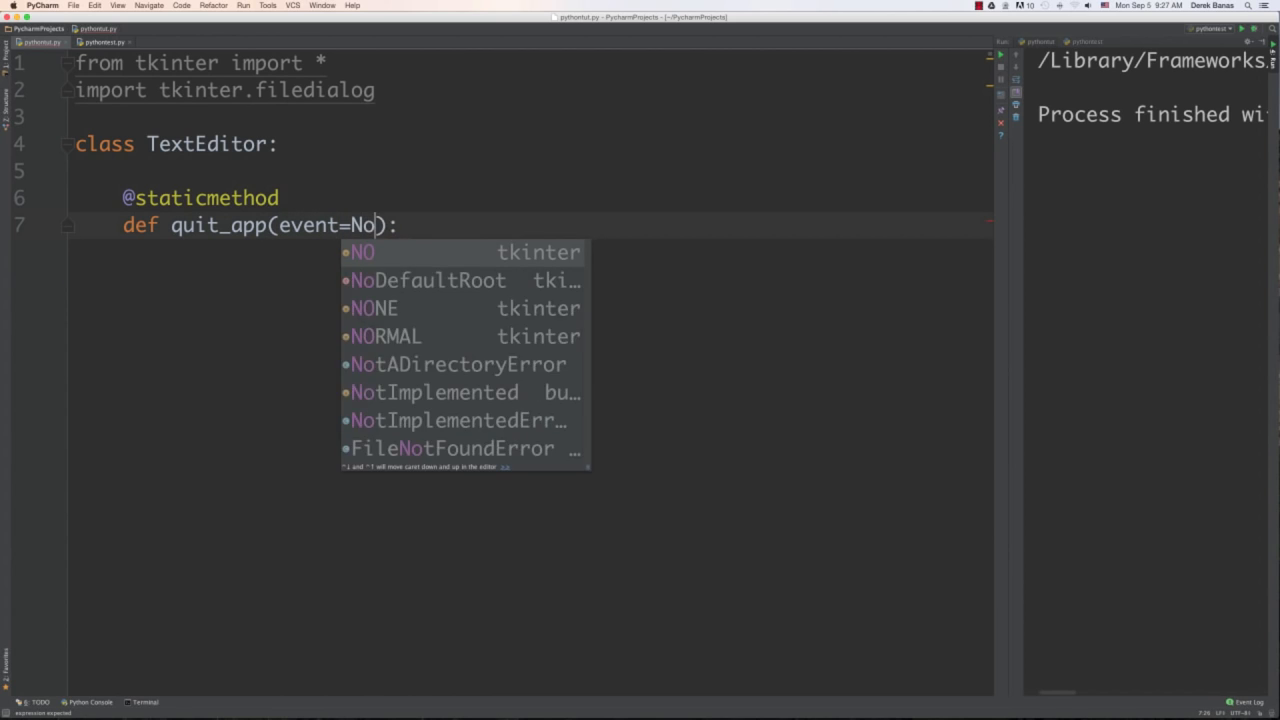 PyCharm File Edit View Navigate Code Refactor Run Tools VCS Window Help 10 Mon Sep 5 9:27 AM Derek Banas
pythontut.py - PycharmProjects - [~/PycharmProjects]
PycharmProjects pythontut.py pythontest
pythontut.py pythontest.py Run: pythontut pythontest
1 from tkinter import *
2 import tkinter.filedialog
3
4 class TextEditor:
5
6 @staticmethod
7 def quit_app(event=No):
NO tkinter
NoDefaultRoot tki…
NONE tkinter
NORMAL tkinter
NotADirectoryError
NotImplemented bu…
NotImplementedErr…
FileNotFoundError …
^↓ and ^↑ will move caret down and up in the editor >>
/Library/Frameworks
Process finished wi
Project
Structure
Favorites
Run
6: TODO Python Console Terminal Event Log
expression expected 7:26 LF÷ UTF-8÷